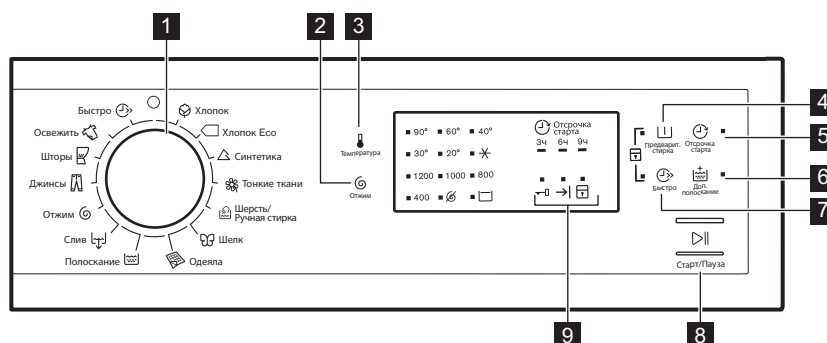 1
2
3
4
5
6
7
8
9
Быстро
Освежить
Шторы
Джинсы
Отжим
Слив
Полоскание
Хлопок
Хлопок Eco
Синтетика
Тонкие ткани
Шерсть/
Ручная стирка
Шелк
Одеяла
Температура
Отжим
90° 60° 40°
30° 20°
1200 1000 800
400
Отсрочка
старта
3ч 6ч 9ч
Предварит.
стирка
Отсрочка
старта
Быстро
Доп.
полоскание
Старт/Пауза